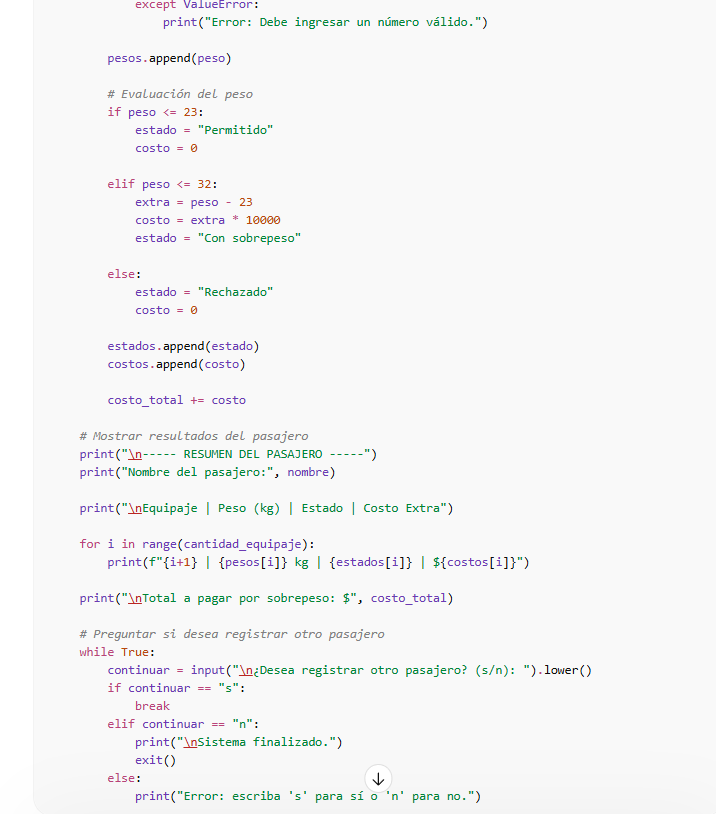 except ValueError:
print("Error: Debe ingresar un número válido.")
pesos.append(peso)
# Evaluación del peso
if peso <= 23:
estado = "Permitido"
costo = 0
elif peso <= 32:
extra = peso - 23
costo = extra * 10000
estado = "Con sobrepeso"
else:
estado = "Rechazado"
costo = 0
estados.append(estado)
costos.append(costo)
costo_total += costo
# Mostrar resultados del pasajero
print("\n----- RESUMEN DEL PASAJERO -----")
print("Nombre del pasajero:", nombre)
print("\nEquipaje | Peso (kg) | Estado | Costo Extra")
for i in range(cantidad_equipaje):
print(f"{i+1} | {pesos[i]} kg | {estados[i]} | ${costos[i]}")
print("\nTotal a pagar por sobrepeso: $", costo_total)
# Preguntar si desea registrar otro pasajero
while True:
continuar = input("\n¿Desea registrar otro pasajero? (s/n): ").lower()
if continuar == "s":
break
elif continuar == "n":
print("\nSistema finalizado.")
exit()
else:
print("Error: escriba 's' para sí o 'n' para no.")